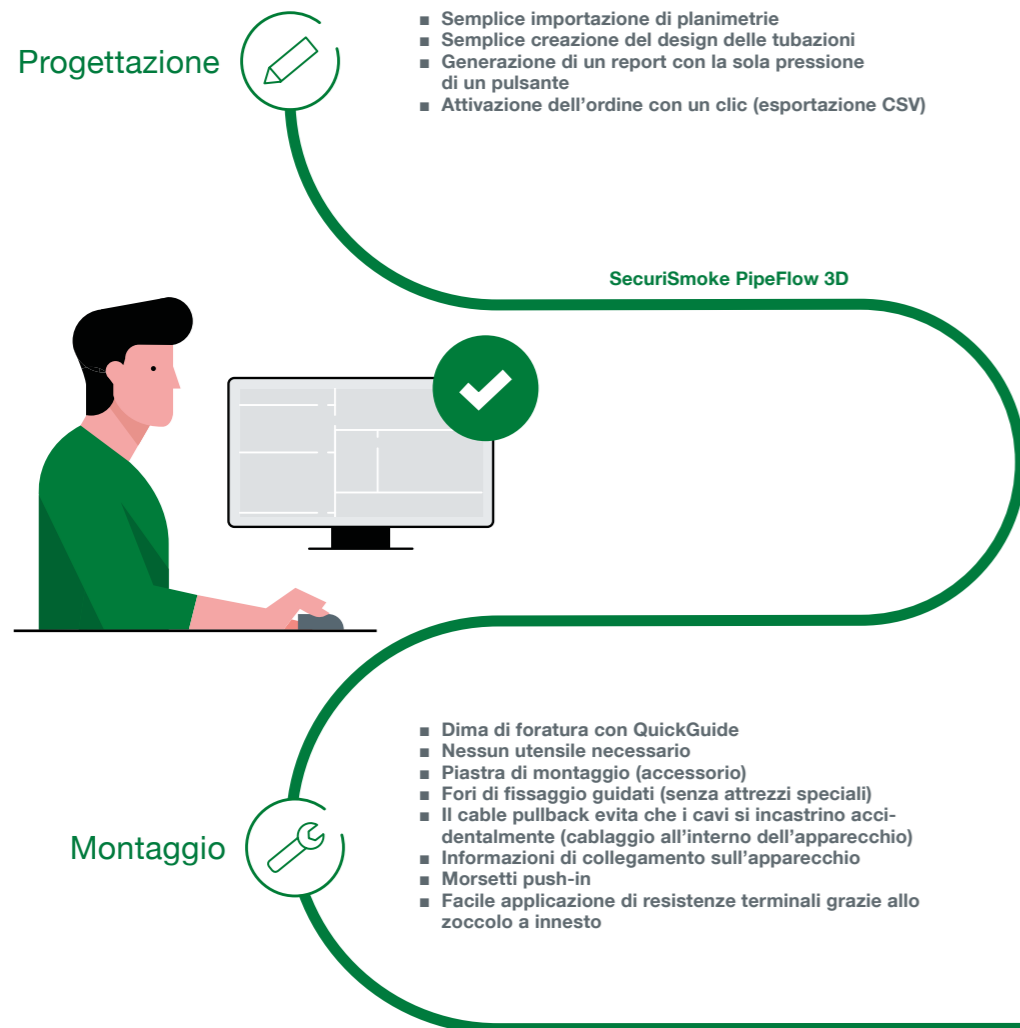 Progettazione
■ Semplice importazione di planimetrie
■ Semplice creazione del design delle tubazioni
■ Generazione di un report con la sola pressione
di un pulsante
■ Attivazione dell'ordine con un clic (esportazione CSV)
SecuriSmoke PipeFlow 3D
Montaggio
■ Dima di foratura con QuickGuide
■ Nessun utensile necessario
■ Piastra di montaggio (accessorio)
■ Fori di fissaggio guidati (senza attrezzi speciali)
■ Il cable pullback evita che i cavi si incastrino acci-
dentalmente (cablaggio all'interno dell'apparecchio)
■ Informazioni di collegamento sull'apparecchio
■ Morsetti push-in
■ Facile applicazione di resistenze terminali grazie allo
zoccolo a innesto